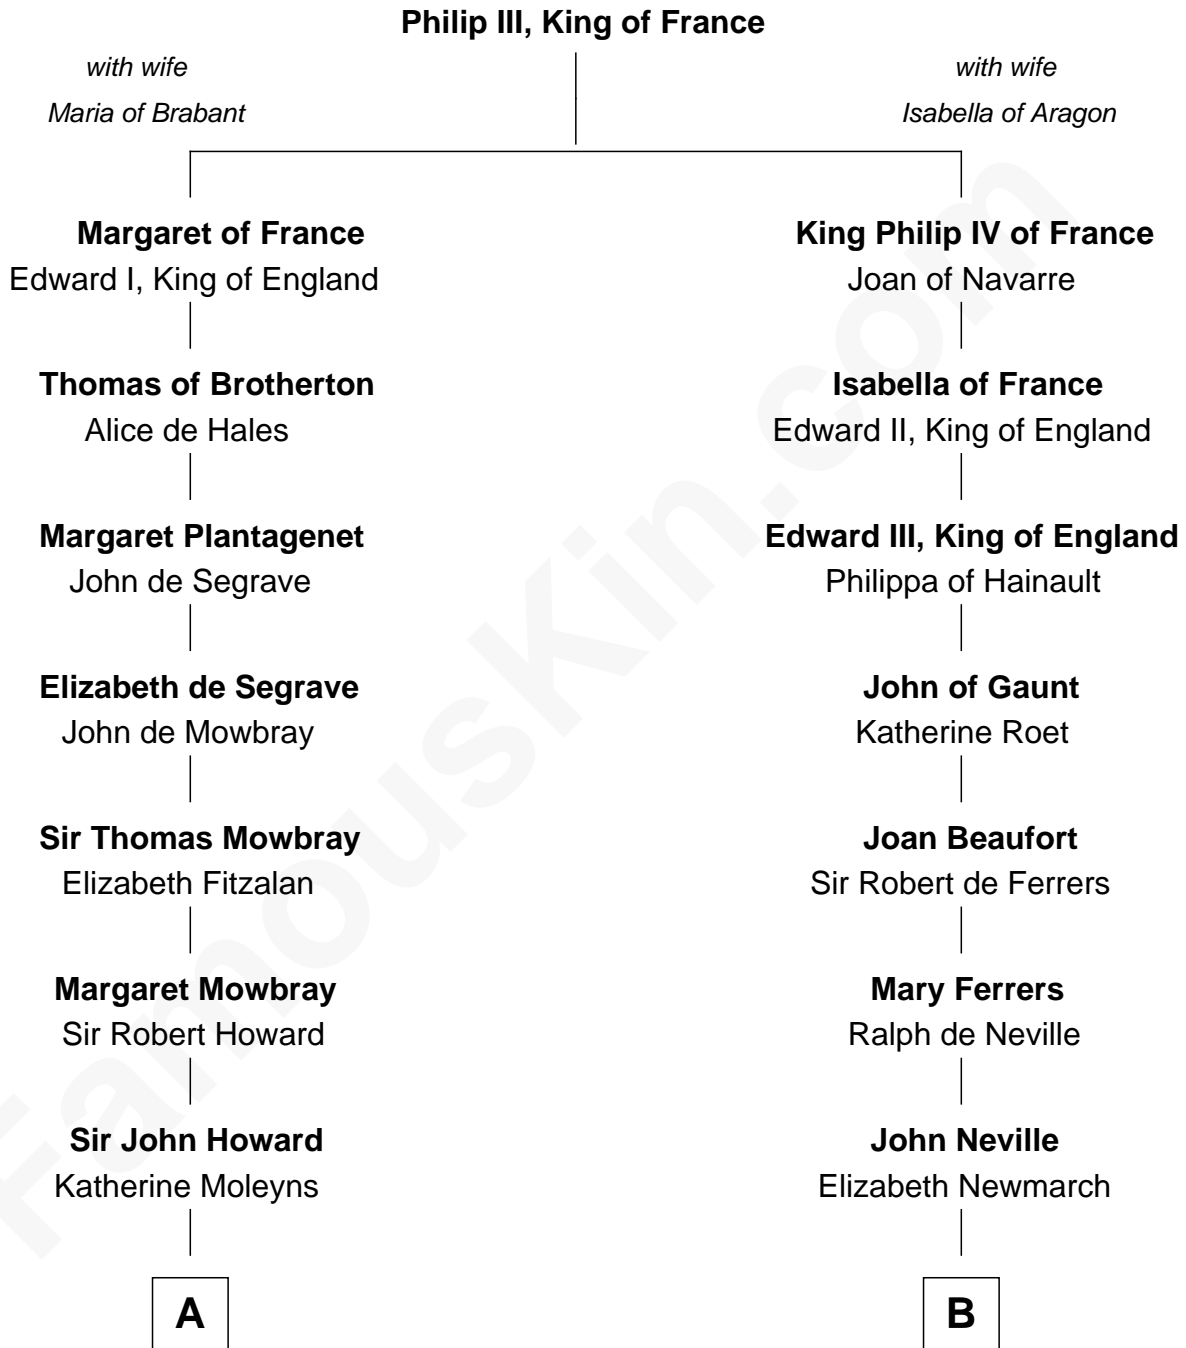 Philip III, King of France
with wife
Maria of Brabant
with wife
Isabella of Aragon
Margaret of France
Edward I, King of England
King Philip IV of France
Joan of Navarre
Thomas of Brotherton
Alice de Hales
Isabella of France
Edward II, King of England
Margaret Plantagenet
John de Segrave
Edward III, King of England
Philippa of Hainault
Elizabeth de Segrave
John de Mowbray
John of Gaunt
Katherine Roet
Sir Thomas Mowbray
Elizabeth Fitzalan
Joan Beaufort
Sir Robert de Ferrers
Margaret Mowbray
Sir Robert Howard
Mary Ferrers
Ralph de Neville
Sir John Howard
Katherine Moleyns
John Neville
Elizabeth Newmarch
A
B
FamousKin.com